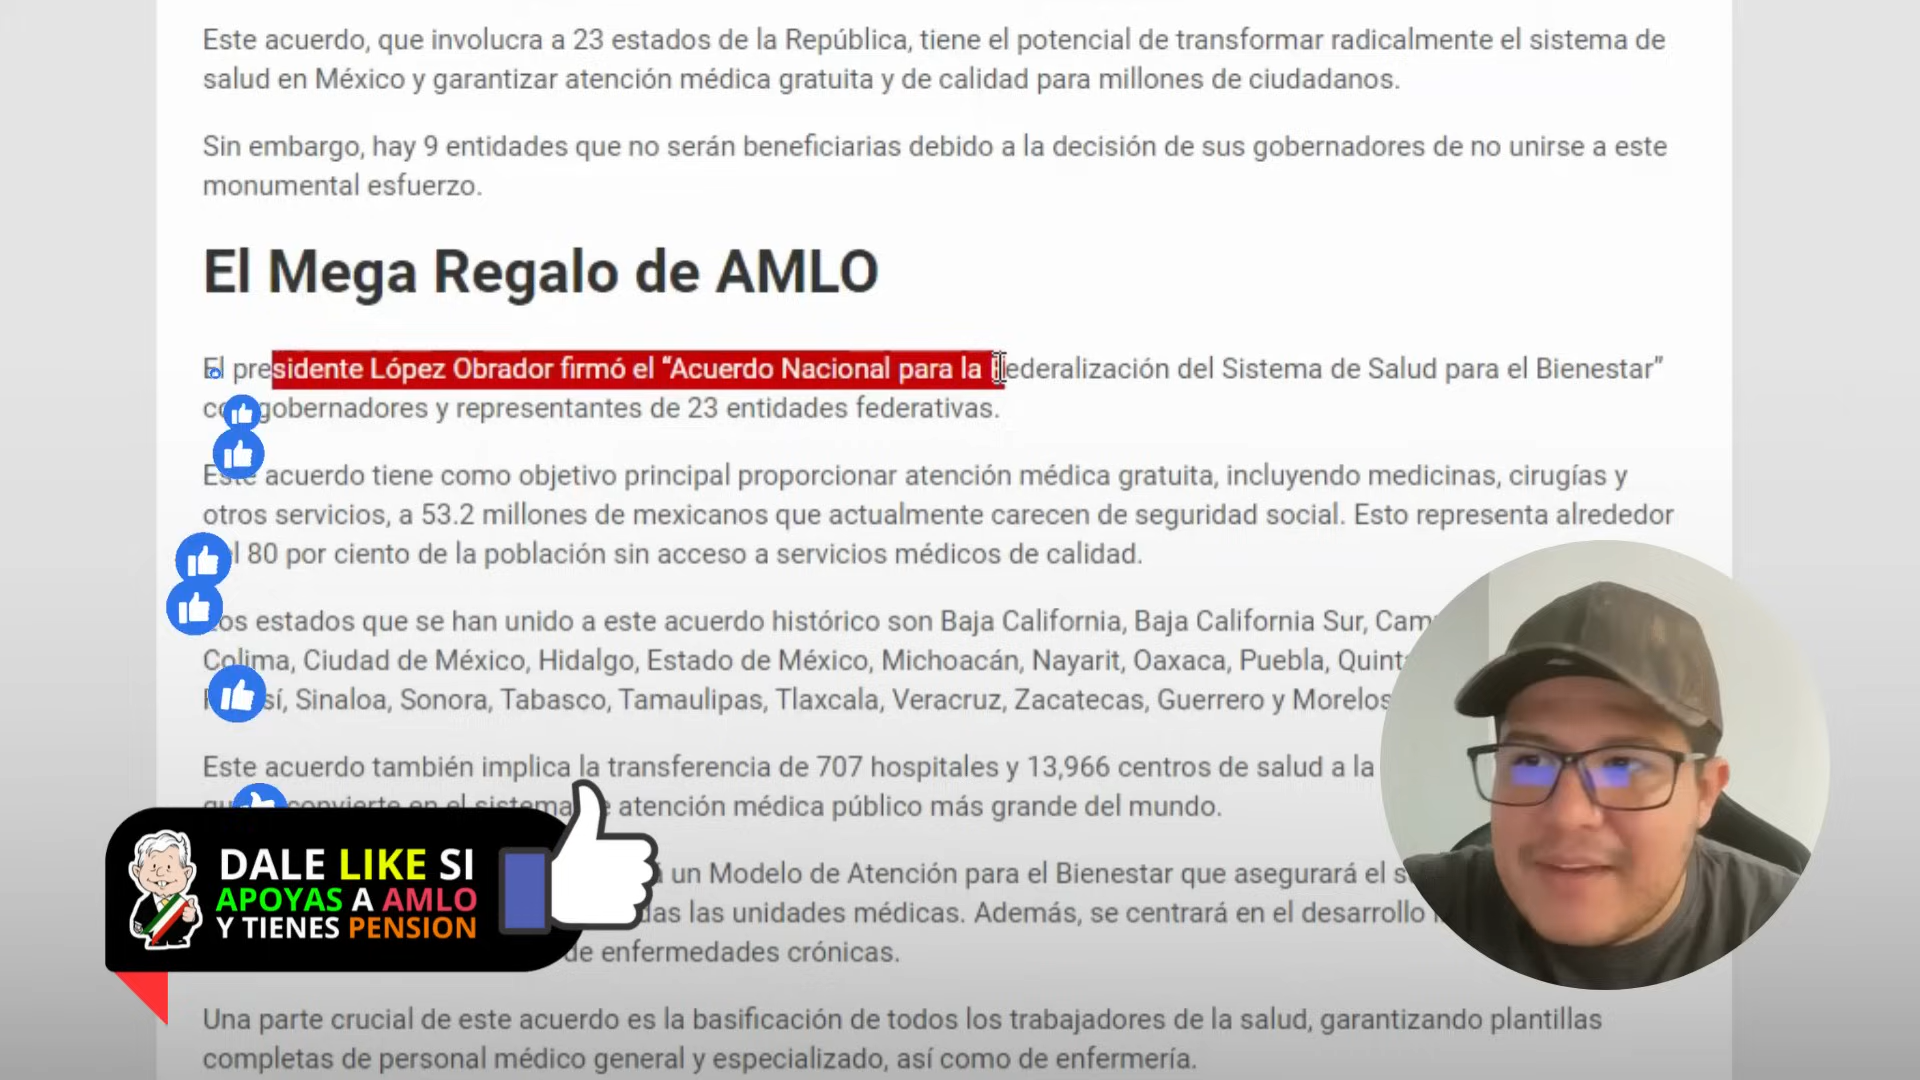 Este acuerdo, que involucra a 23 estados de la República, tiene el potencial de transformar radicalmente el sistema de
salud en México y garantizar atención médica gratuita y de calidad para millones de ciudadanos.
Sin embargo, hay 9 entidades que no serán beneficiarias debido a la decisión de sus gobernadores de no unirse a este
monumental esfuerzo.
El Mega Regalo de AMLO
El presidente López Obrador firmó el “Acuerdo Nacional para la Federalización del Sistema de Salud para el Bienestar”
gobernadores y representantes de 23 entidades federativas.
Este acuerdo tiene como objetivo principal proporcionar atención médica gratuita, incluyendo medicinas, cirugías y
otros servicios, a 53.2 millones de mexicanos que actualmente carecen de seguridad social. Esto representa alrededor
80 por ciento de la población sin acceso a servicios médicos de calidad.
Los estados que se han unido a este acuerdo histórico son Baja California, Baja California Sur,
Colima, Ciudad de México, Hidalgo, Estado de México, Michoacán, Nayarit, Oaxaca, Puebla,
Sinaloa, Sonora, Tabasco, Tamaulipas, Tlaxcala, Veracruz, Zacatecas, Guerrero y Morelos
Este acuerdo también implica la transferencia de 707 hospitales y 13,966 centros de salud a la
convierte en el sistema de atención médica público más grande del mundo.
un Modelo de Atención para el Bienestar que asegurará el
las unidades médicas. Además, se centrará en el desarrollo
de enfermedades crónicas.
Una parte crucial de este acuerdo es la basificación de todos los trabajadores de la salud, garantizando plantillas
completas de personal médico general y especializado, así como de enfermería.
DALE LIKE SI
APOYAS A AMLO
Y TIENES PENSION